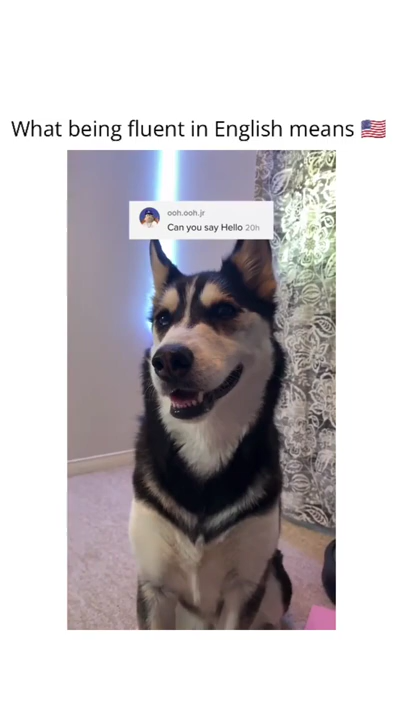 What being fluent in English means 🇺🇸
ooh.ooh.jr
Can you say Hello 20h